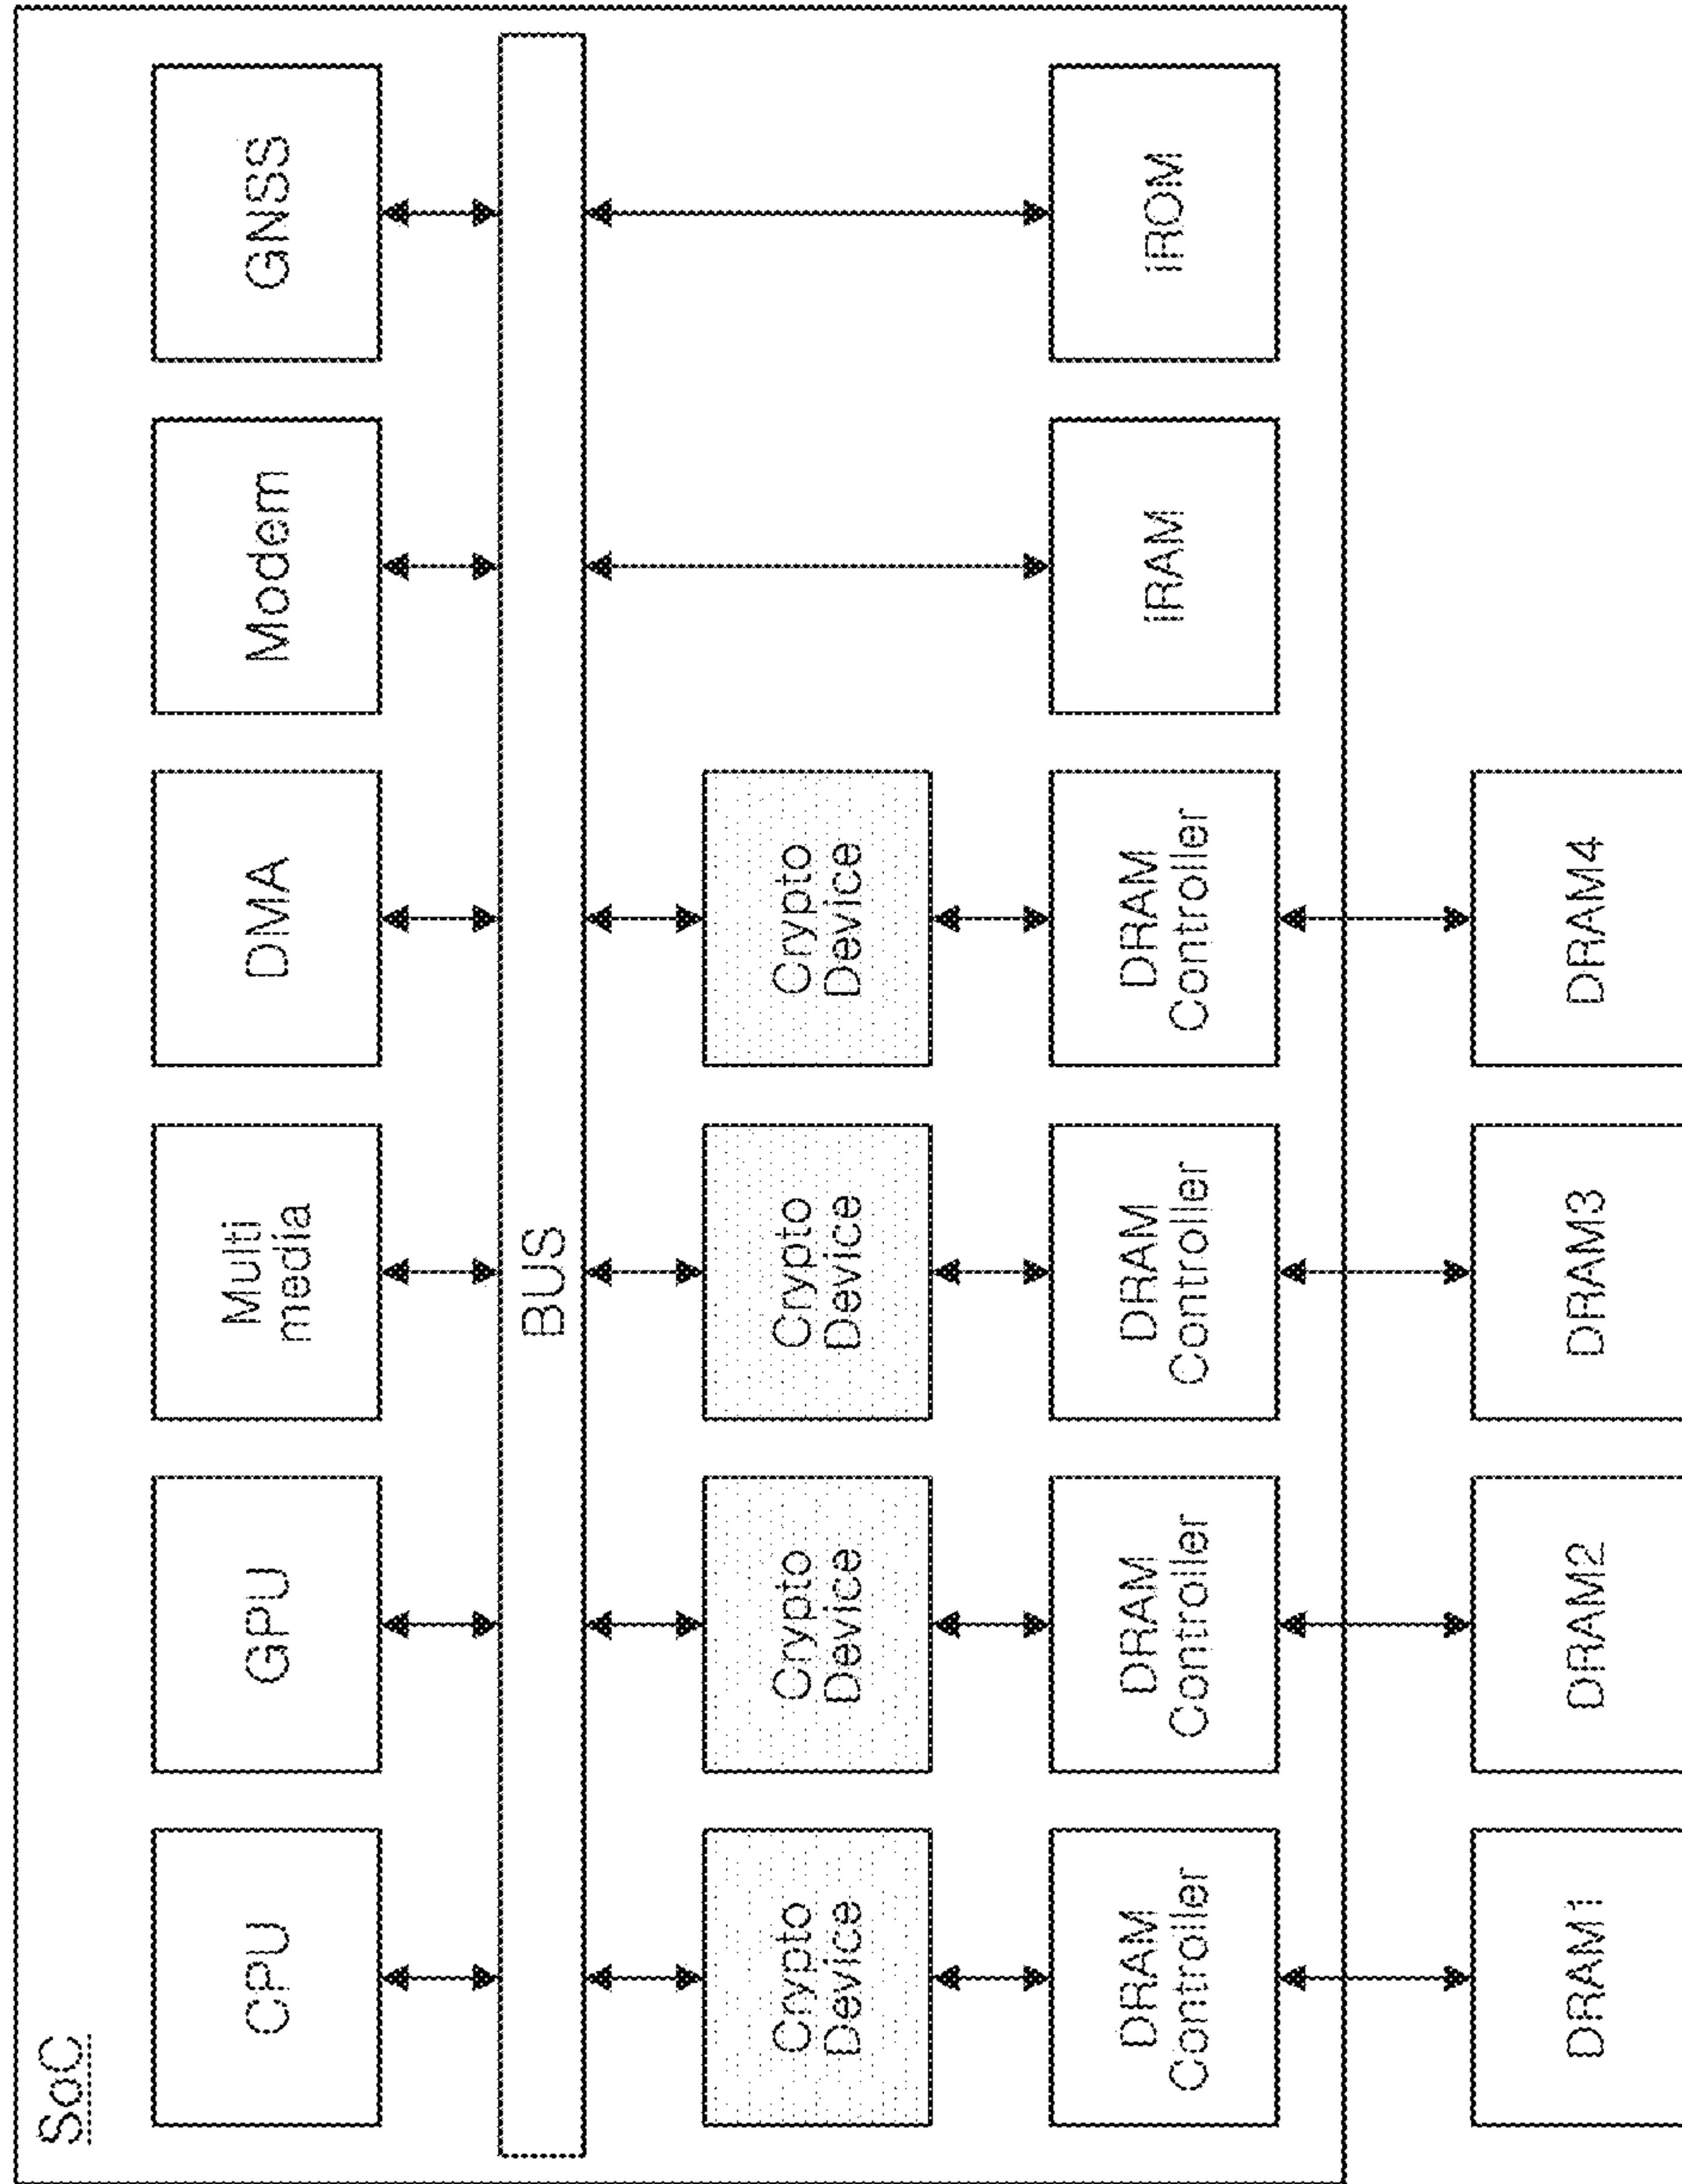 SoC
CPU
GPU
Multi
media
DMA
Modem
GNSS
BUS
Crypto
Device
Crypto
Device
Crypto
Device
Crypto
Device
DRAM
Controller
DRAM
Controller
DRAM
Controller
DRAM
Controller
iRAM
iROM
DRAM1
DRAM2
DRAM3
DRAM4